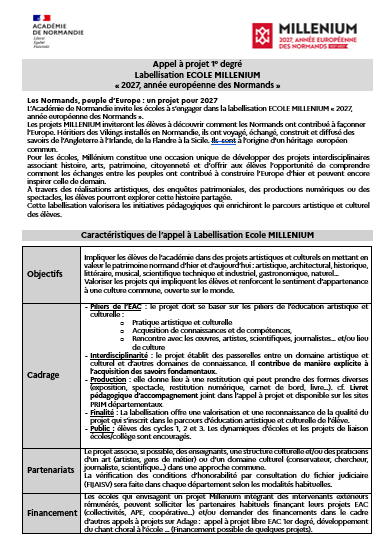 ACADÉMIE
DE NORMANDIE
Liberté
Égalité
Fraternité
MILLENIUM
2027, ANNÉE EUROPÉENNE
DES NORMANDS
Appel à projet 1e degré
Labellisation ECOLE MILLENIUM
« 2027, année européenne des Normands »
Les Normands, peuple d'Europe : un projet pour 2027
L'Académie de Normandie invite les écoles à s'engager dans la labellisation ECOLE MILLENIUM « 2027,
année européenne des Normands ».
Les projets MILLENIUM inviteront les élèves à découvrir comment les Normands ont contribué à façonner
l'Europe. Héritiers des Vikings installés en Normandie, ils ont voyagé, échangé, construit et diffusé des
savoirs de l'Angleterre à l'Irlande, de la Flandre à la Sicile. Ils-sont à l'origine d'un héritage européen
commun.
Pour les écoles, Millénium constitue une occasion unique de développer des projets interdisciplinaires
associant histoire, arts, patrimoine, citoyenneté et d'offrir aux élèves l'opportunité de comprendre
comment les échanges entre les peuples ont contribué à construire l'Europe d'hier et peuvent encore
inspirer celle de demain.
A travers des réalisations artistiques, des enquêtes patrimoniales, des productions numériques ou des
spectacles, les élèves pourront explorer cette histoire partagée.
Cette labellisation valorisera les initiatives pédagogiques qui enrichiront le parcours artistique et culturel
des élèves.
Caractéristiques de l'appel à Labellisation Ecole MILLENIUM
Objectifs
Impliquer les élèves de l'académie dans des projets artistiques et culturels en mettant en
valeur le patrimoine normand d'hier et d'aujourd'hui : artistique, architectural, historique,
littéraire, musical, scientifique technique et industriel, gastronomique, naturel...
Valoriser les projets qui impliquent les élèves et renforcent le sentiment d'appartenance
à une culture commune, ouverte sur le monde.
Cadrage
- Piliers de l'EAC : le projet doit se baser sur les piliers de l'éducation artistique et
culturelle :
o Pratique artistique et culturelle
o Acquisition de connaissances et de compétences,
o Rencontre avec les œuvres, artistes, scientifiques, journalistes... et/ou lieu
de culture
- Interdisciplinarité : le projet établit des passerelles entre un domaine artistique et
culturel et d'autres domaines de connaissance. Il contribue de manière explicite à
l'acquisition des savoirs fondamentaux.
- Production : elle donne lieu à une restitution qui peut prendre des formes diverses
(exposition, spectacle, restitution numérique, carnet de bord, livre...). cf. Livret
pédagogique d'accompagnement joint dans l'appel à projet et disponible sur les sites
PRIM départementaux
- Finalité : La labellisation offre une valorisation et une reconnaissance de la qualité du
projet qui s'inscrit dans le parcours d'éducation artistique et culturelle de l'élève.
- Public : élèves des cycles 1, 2 et 3. Les dynamiques d'écoles et les projets de liaison
écoles/collège sont encouragés.
Partenariats
Le projet associe, si possible, des enseignants, une structure culturelle et/ou des praticiens
d'un art (artistes, gens de métier) ou d'un domaine culturel (conservateur, chercheur,
journaliste, scientifique...) dans une approche commune.
La vérification des conditions d'honorabilité par consultation du fichier judiciaire
(FIJAISV) sera faite dans chaque département selon les modalités habituelles.
Financement
Les écoles qui envisagent un projet Millenium intégrant des intervenants extérieurs
rémunérés, peuvent solliciter les partenaires habituels finançant leurs projets EAC
(collectivités, APE, coopérative...) et/ou demander des financements dans le cadre
d'autres appels à projets sur Adage : appel à projet libre EAC 1er degré, développement
du chant choral à l'école ... (Financement possible de quelques projets).